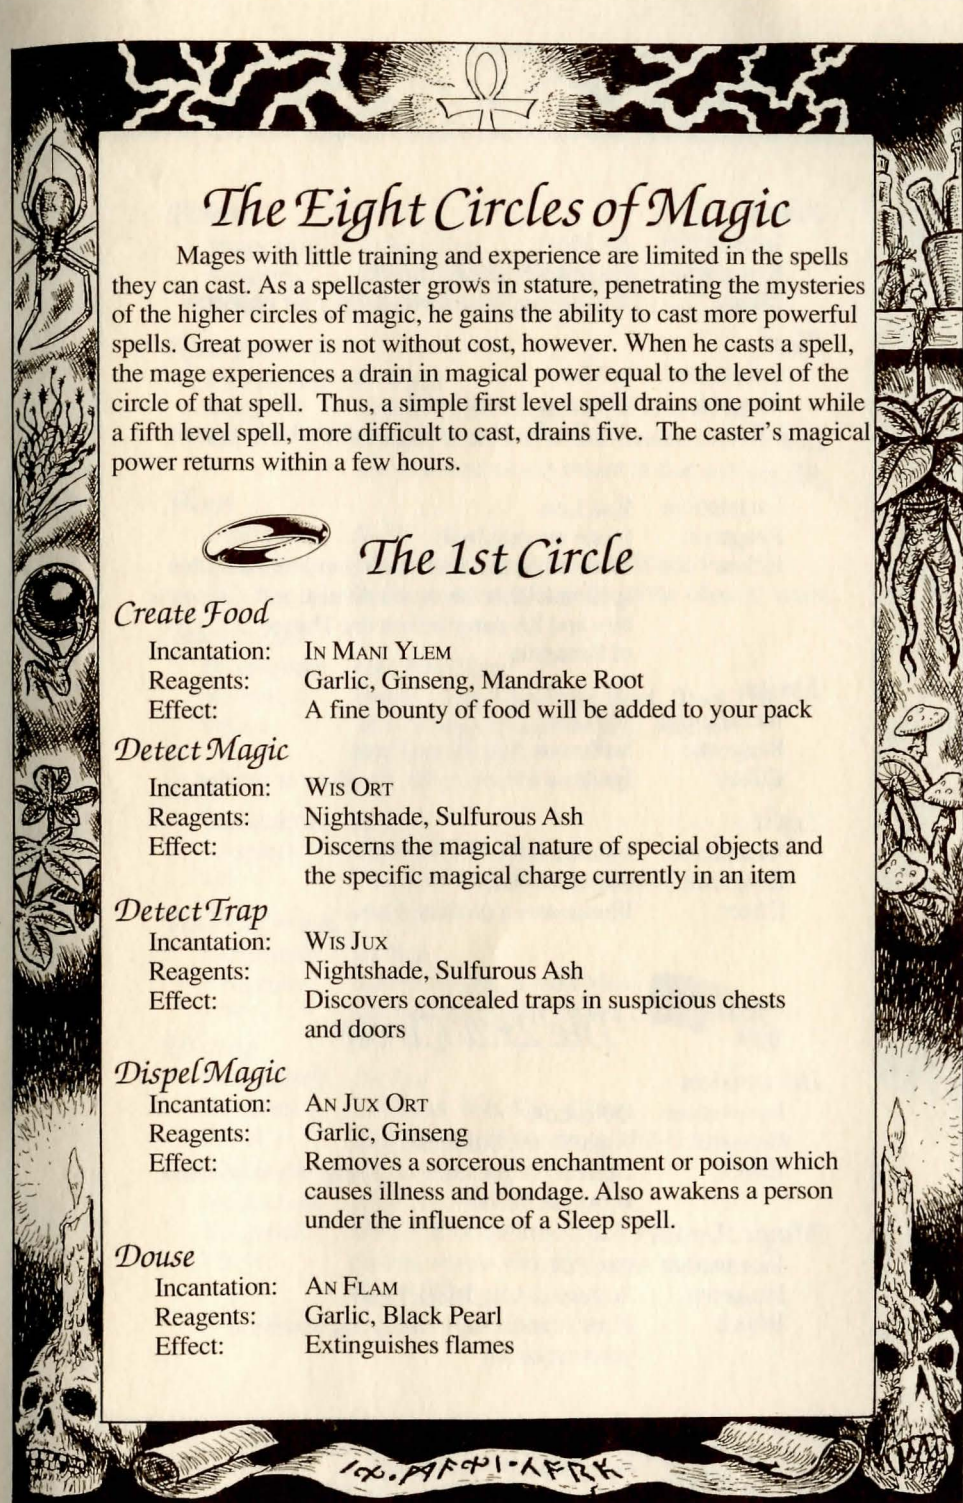 The Eight Circles of Magic
Mages with little training and experience are limited in the spells
they can cast. As a spellcaster grows in stature, penetrating the mysteries
of the higher circles of magic, he gains the ability to cast more powerful
spells. Great power is not without cost, however. When he casts a spell,
the mage experiences a drain in magical power equal to the level of the
circle of that spell. Thus, a simple first level spell drains one point while
a fifth level spell, more difficult to cast, drains five. The caster's magical
power returns within a few hours.
The 1st Circle
Create Food
Incantation: IN MANI YLEM
Reagents: Garlic, Ginseng, Mandrake Root
Effect: A fine bounty of food will be added to your pack
Detect Magic
Incantation: WIS ORT
Reagents: Nightshade, Sulfurous Ash
Effect: Discerns the magical nature of special objects and
the specific magical charge currently in an item
Detect Trap
Incantation: WIS JUX
Reagents: Nightshade, Sulfurous Ash
Effect: Discovers concealed traps in suspicious chests
and doors
Dispel Magic
Incantation: AN JUX ORT
Reagents: Garlic, Ginseng
Effect: Removes a sorcerous enchantment or poison which
causes illness and bondage. Also awakens a person
under the influence of a Sleep spell.
Douse
Incantation: AN FLAM
Reagents: Garlic, Black Pearl
Effect: Extinguishes flames